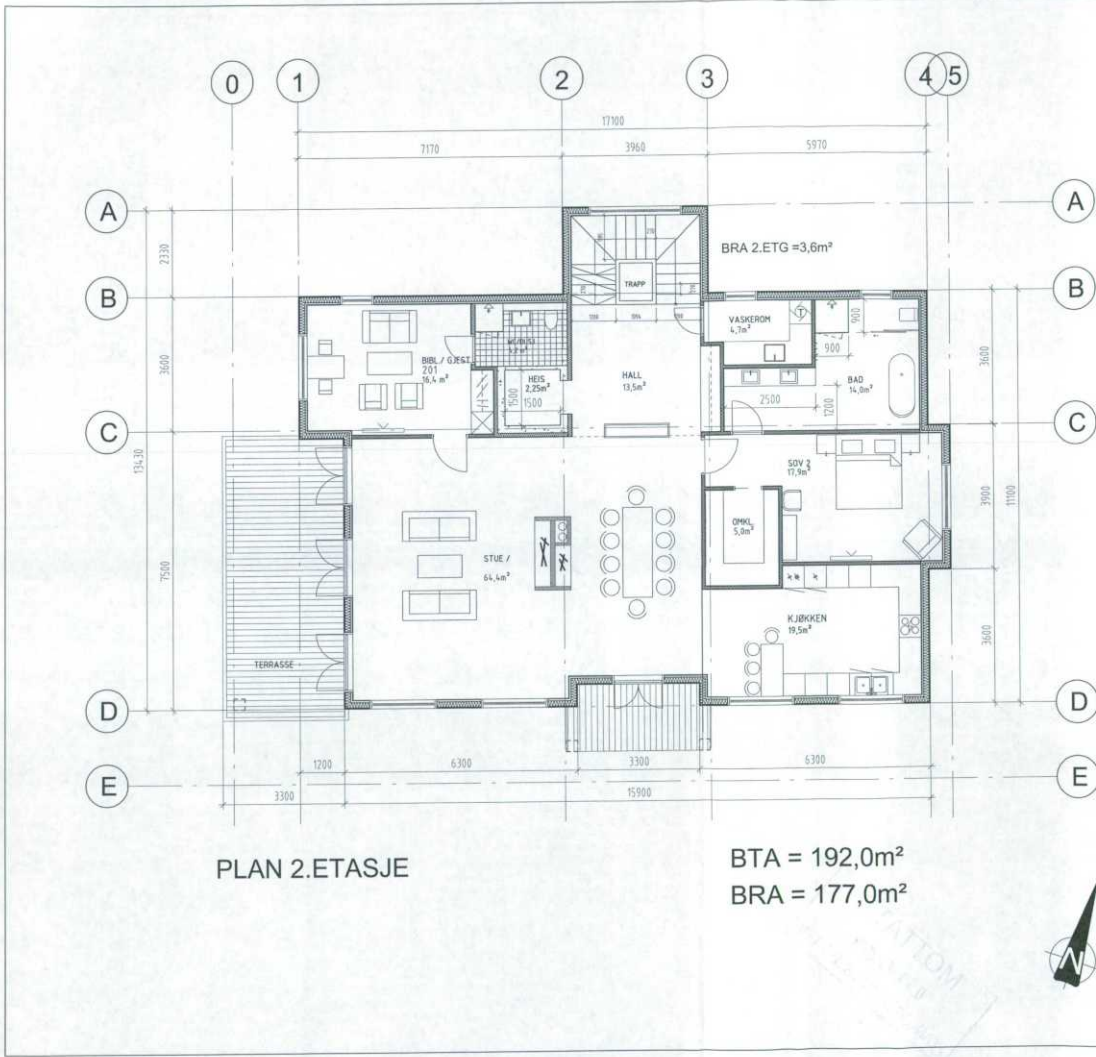 0
1
2
3
4
5
17100
7170
3960
5970
A
A
BRA 2.ETG =3,6m²
2330
TRAPP
B
B
VASKEROM
4,7m²
900
900
3600
3600
BIBL./ GJEST
201
16,4 m²
HEIS
2,25m²
1500
1500
HALL
13,5m²
BAD
14,0m²
2500
1200
C
C
13430
SOV 2
17,9m²
3900
11100
OMKL.
5,0m²
7500
STUE /
64,4m²
KJØKKEN
19,5m²
3600
TERRASSE
D
D
1200
6300
3300
6300
E
E
3300
15900
PLAN 2.ETASJE
BTA = 192,0m²
BRA = 177,0m²
N